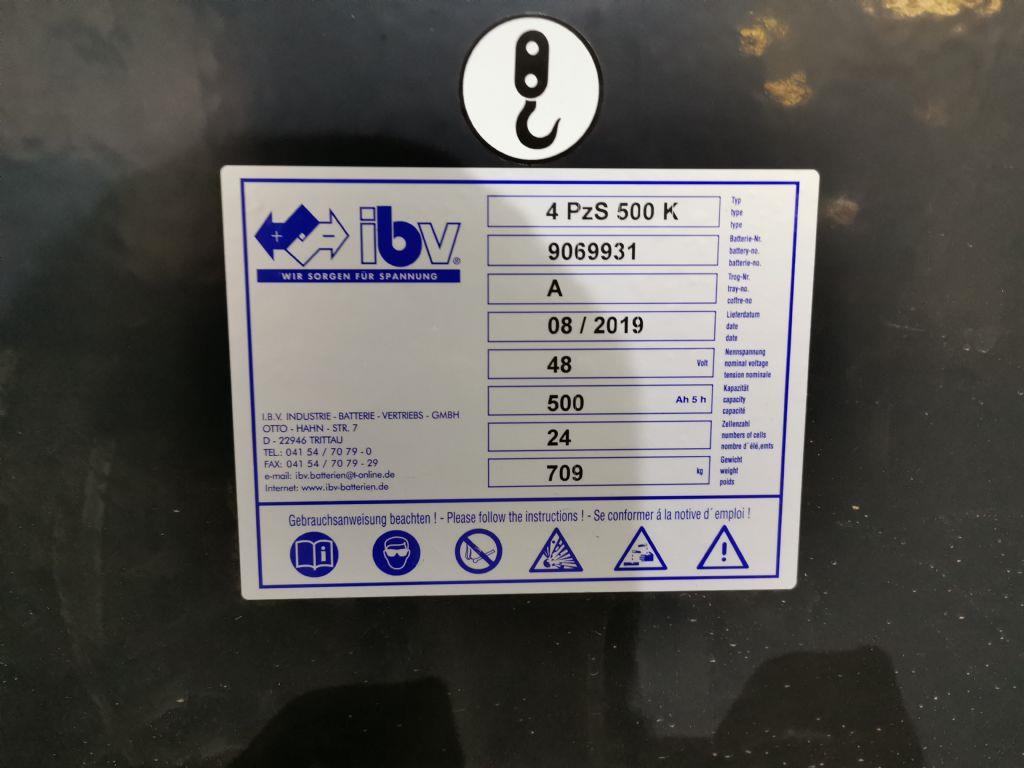 ibv®
WIR SORGEN FÜR SPANNUNG
I.B.V. INDUSTRIE - BATTERIE - VERTRIEBS - GMBH
OTTO - HAHN - STR. 7
D - 22946 TRITTAU
TEL.: 041 54 / 70 79 - 0
FAX: 041 54 / 70 79 - 29
e-mail: ibv.batterien@t-online.de
Internet: www.ibv-batterien.de
4 PzS 500 K
Typ
type
type
9069931
Batterie-Nr.
battery-no.
batterie-no.
A
Trog-Nr.
tray-no.
coffre-no
08 / 2019
Lieferdatum
date
date
48 Volt
Nennspannung
nominal voltage
tension nominale
500 Ah 5 h
Kapazität
capacity
capacité
24
Zellenzahl
numbers of cells
nombre d´élé,emts
709 kg
Gewicht
weight
poids
Gebrauchsanweisung beachten ! - Please follow the instructions ! - Se conformer á la notive d´ emploi !